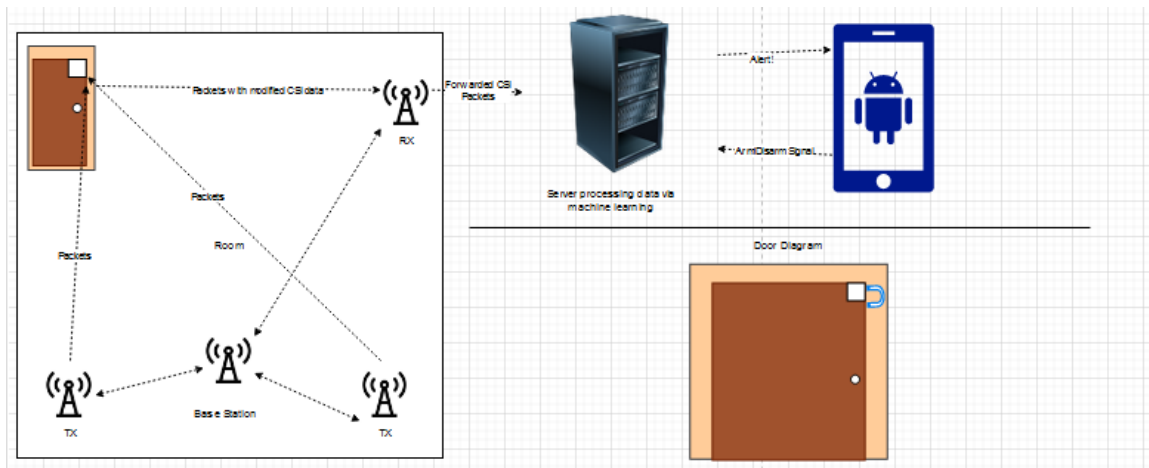 Packets with modified CSI data
RX
Forwarded CSI
Packets
Alert!
Arm/Disarm Signal
Server processing data via
machine learning
Packets
Room
Packets
Door Diagram
Base Station
TX
TX